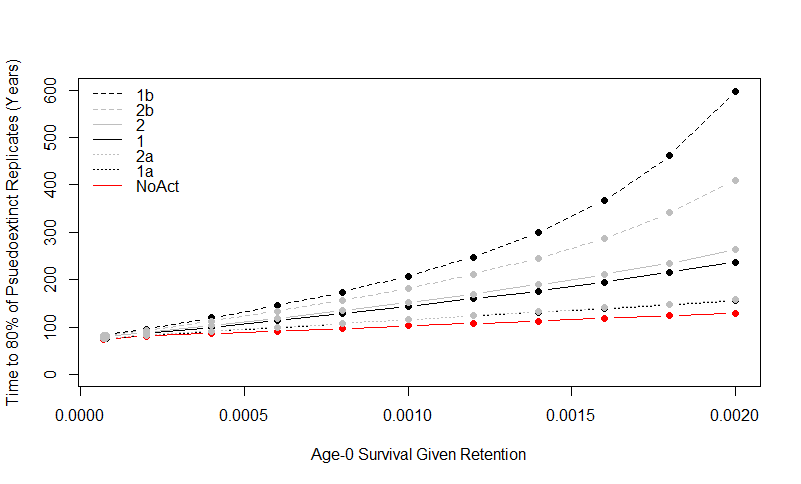 Time to 80% of Psuedoextinct Replicates (Years)
600
500
400
300
200
100
0
1b
2b
2
1
2a
1a
NoAct
0.0000
0.0005
0.0010
0.0015
0.0020
Age-0 Survival Given Retention